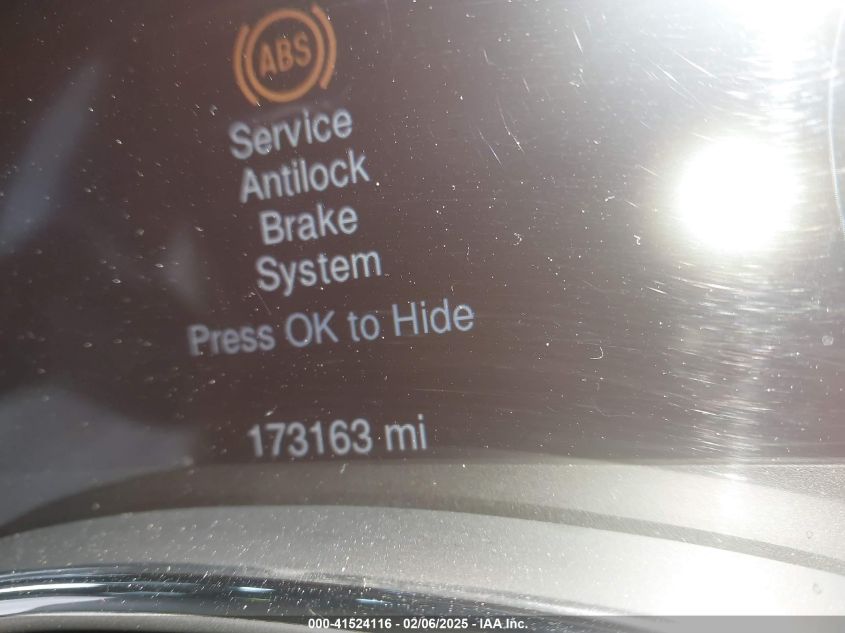 ABS
Service
Antilock
Brake
System
Press OK to Hide
173163 mi
000-41524116 - 02/06/2025 - IAA Inc.